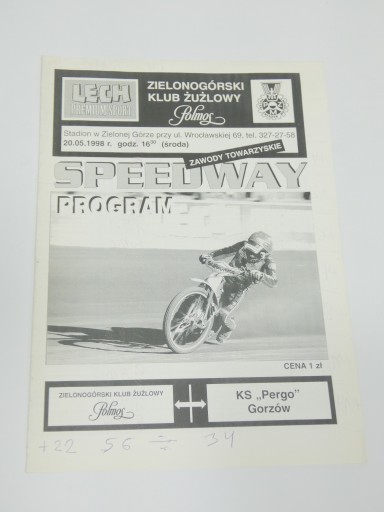 LECH
PREMIUM SPORT
ZIELONOGÓRSKI
KLUB ŻUŻLOWY
Polmos
Stadion w Zielonej Górze przy ul. Wrocławskiej 69, tel. 327-27-58
20.05.1998 r. godz. 16³⁰ (środa)
ZAWODY TOWARZYSKIE
SPEEDWAY
PROGRAM
CENA 1 zł
ZIELONOGÓRSKI KLUB ŻUŻLOWY
Polmos
KS „Pergo"
Gorzów
+22 56 ÷ 34